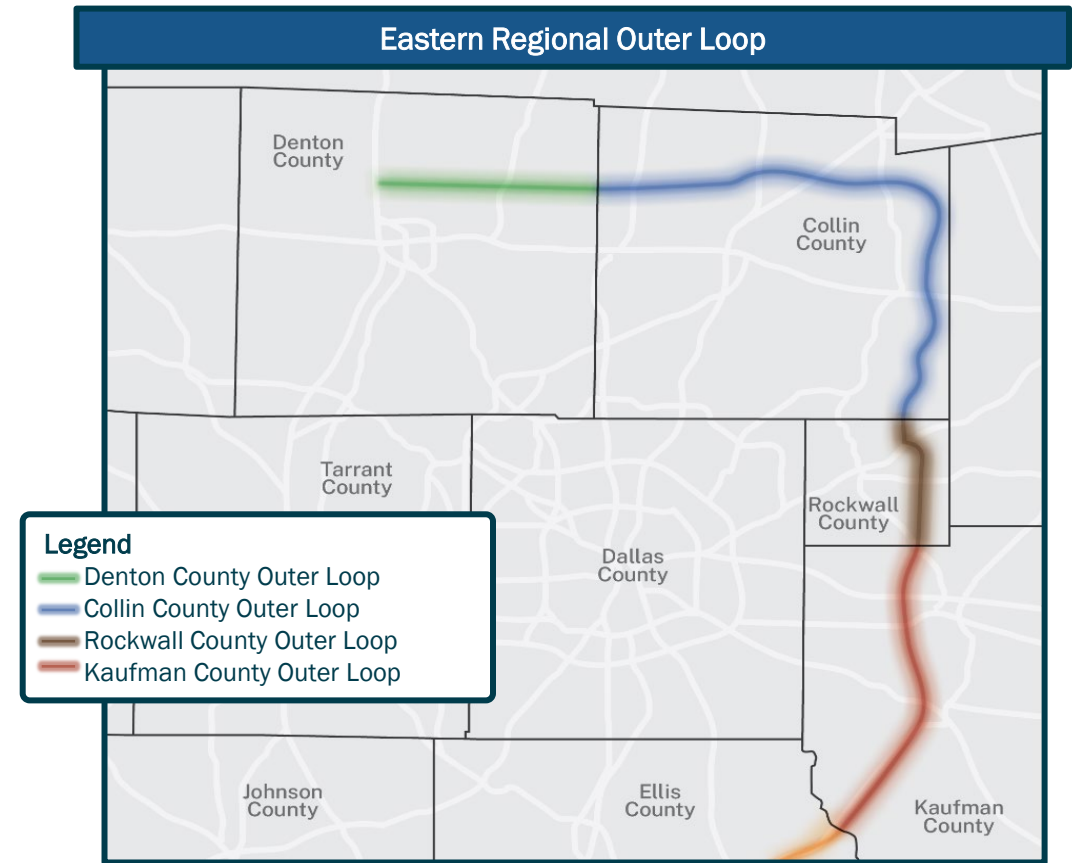 Eastern Regional Outer Loop
Denton
County
Collin
County
Tarrant
County
Rockwall
County
Dallas
County
Legend
Denton County Outer Loop
Collin County Outer Loop
Rockwall County Outer Loop
Kaufman County Outer Loop
Johnson
County
Ellis
County
Kaufman
County